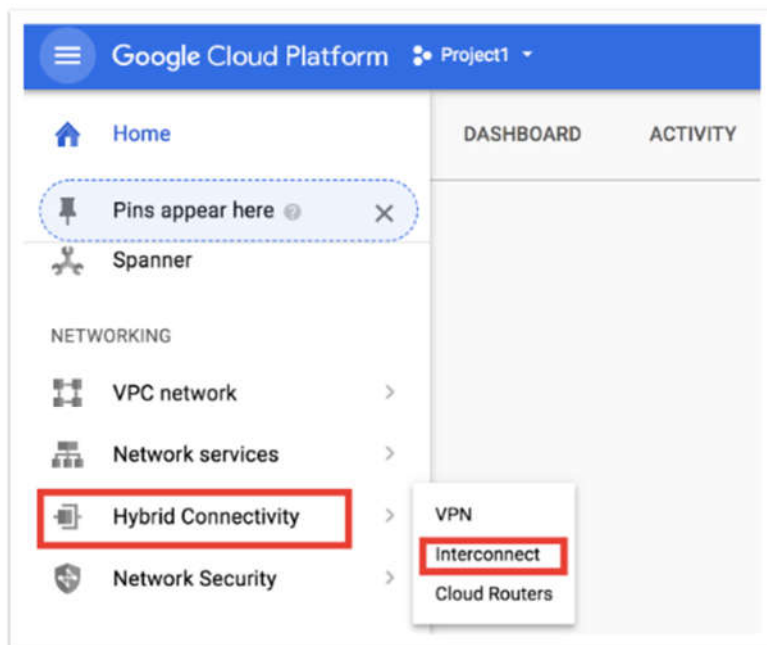 Google Cloud Platform Project1
Home
DASHBOARD ACTIVITY
Pins appear here
Spanner
NETWORKING
VPC network
Network services
Hybrid Connectivity
VPN
Interconnect
Network Security
Cloud Routers